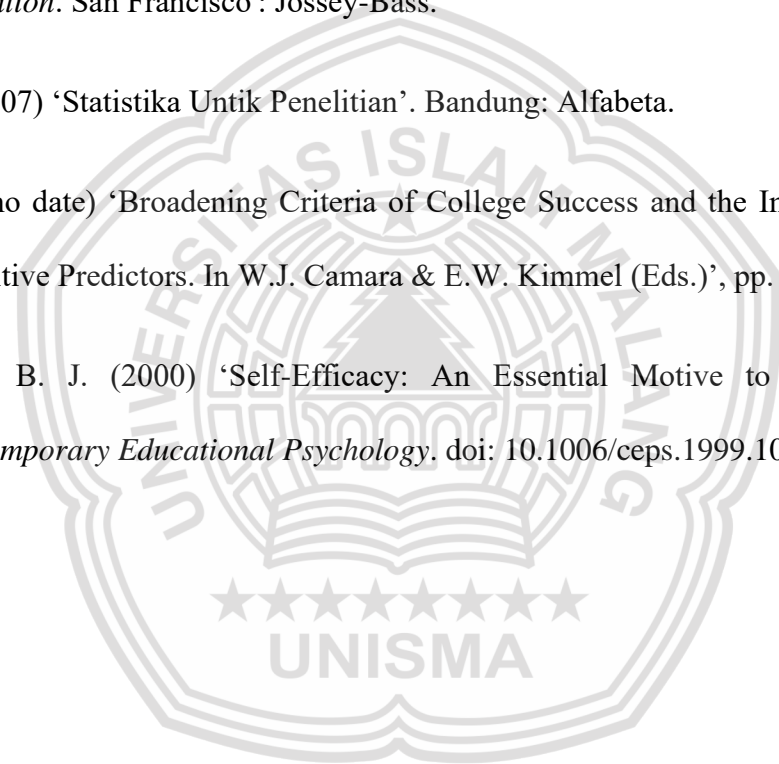 ation. San Francisco : Jossey-Bass.
07) ‘Statistika Untik Penelitian’. Bandung: Alfabeta.
no date) ‘Broadening Criteria of College Success and the In
tive Predictors. In W.J. Camara & E.W. Kimmel (Eds.)’, pp.
B. J. (2000) ‘Self-Efficacy: An Essential Motive to
mporary Educational Psychology. doi: 10.1006/ceps.1999.10
UNIVERSITAS ISLAM MALANG
UNISMA